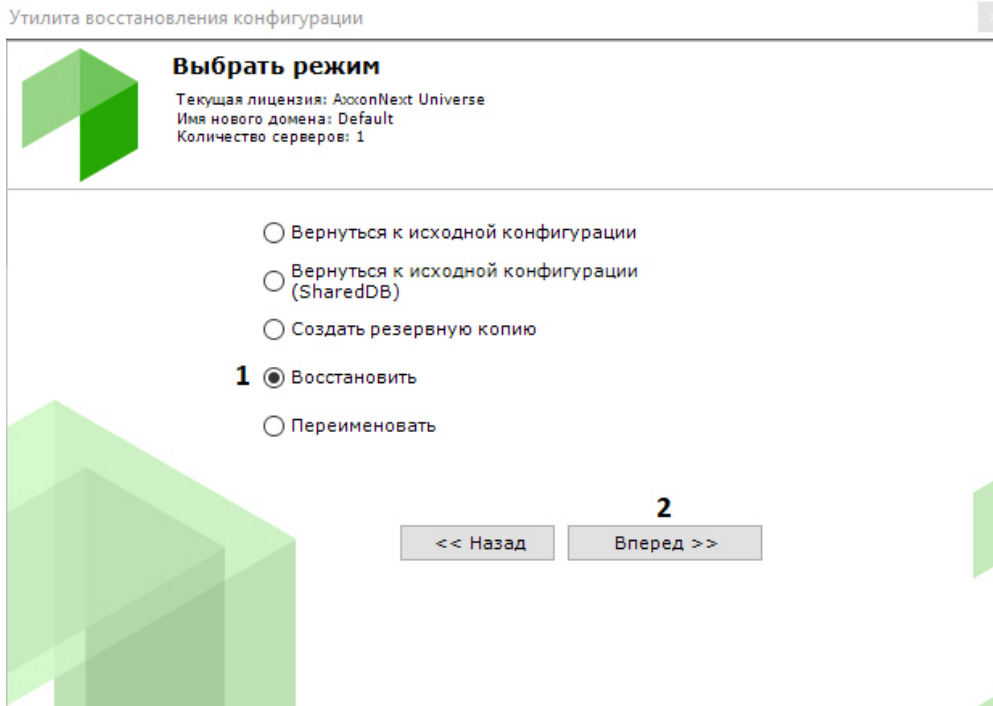 Утилита восстановления конфигурации
Выбрать режим
Текущая лицензия: AxxonNext Universe
Имя нового домена: Default
Количество серверов: 1
Вернуться к исходной конфигурации
Вернуться к исходной конфигурации
(SharedDB)
Создать резервную копию
1 Восстановить
Переименовать
2
<< Назад Вперед >>